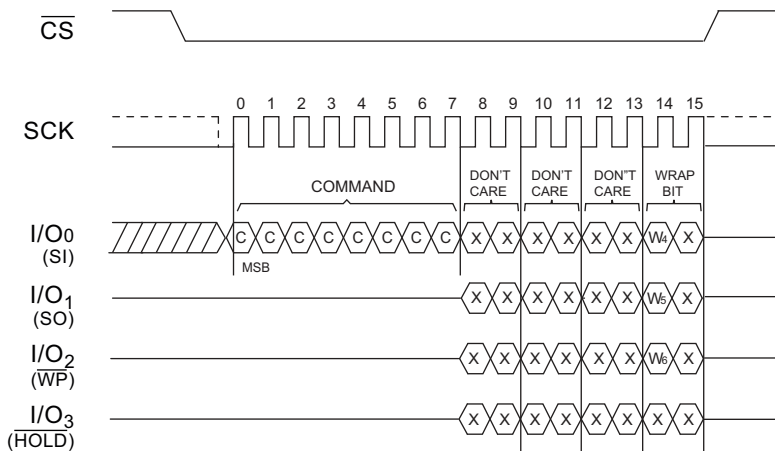 CS
0 1 2 3 4 5 6 7 8 9 10 11 12 13 14 15
SCK
COMMAND
DON'T CARE
DON'T CARE
DON"T CARE
WRAP BIT
I/O0
(SI)
C C C C C C C C X X X X X X W4 X
MSB
I/O1
(SO)
X X X X X X W5 X
I/O2
(WP)
X X X X X X W6 X
I/O3
(HOLD)
X X X X X X X X